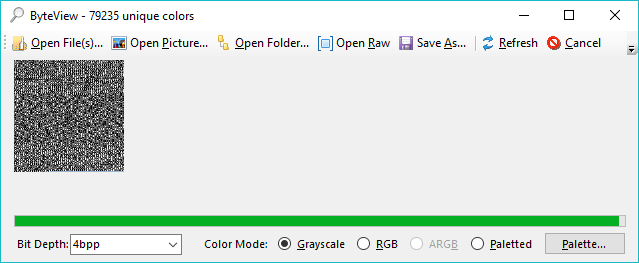 ByteView - 79235 unique colors
Open File(s)... Open Picture... Open Folder... Open Raw Save As... Refresh Cancel
Bit Depth: 4bpp Color Mode: Grayscale RGB ARGB Paletted Palette...